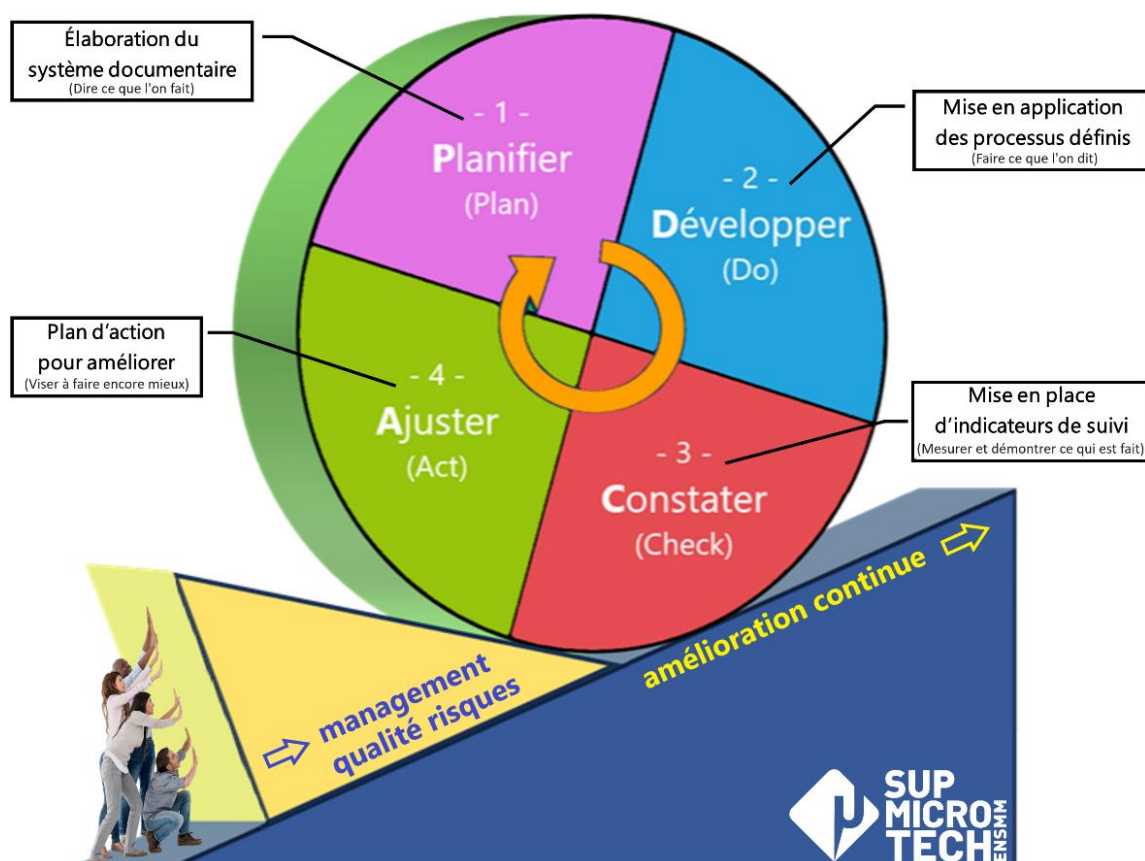 Élaboration du
système documentaire
(Dire ce que l'on fait)
- 1 -
Planifier
(Plan)
Mise en application
des processus définis
(Faire ce que l'on dit)
- 2 -
Développer
(Do)
Plan d'action
pour améliorer
(Viser à faire encore mieux)
- 4 -
Ajuster
(Act)
Mise en place
d'indicateurs de suivi
(Mesurer et démontrer ce qui est fait)
- 3 -
Constater
(Check)
amélioration continue
management
qualité risques
µ
SUP
MICRO
TECH
ENSMM